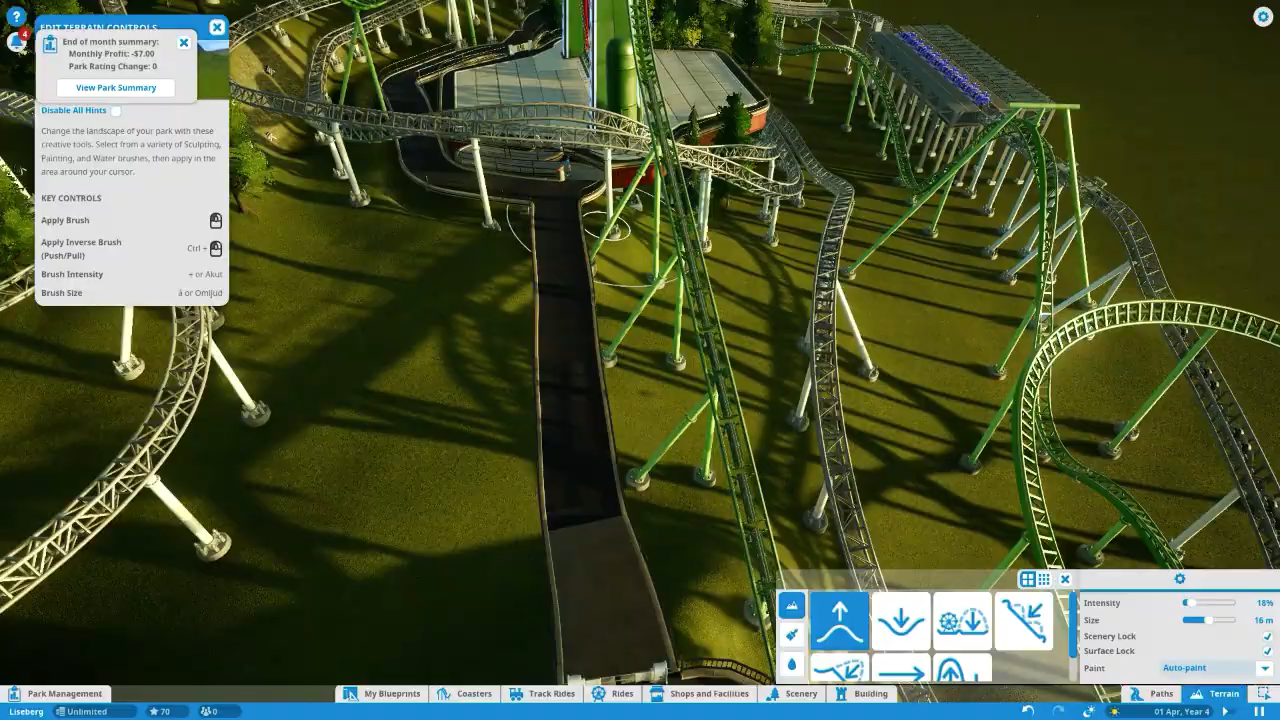 EDIT TERRAIN CONTROLS
4
End of month summary:
Monthly Profit: -$7.00
Park Rating Change: 0
View Park Summary
Disable All Hints
Change the landscape of your park with these
creative tools. Select from a variety of Sculpting,
Painting, and Water brushes, then apply in the
area around your cursor.
KEY CONTROLS
Apply Brush
Apply Inverse Brush
(Push/Pull)
Ctrl +
Brush Intensity
+ or Akut
Brush Size
å or Omljud
Intensity
18%
Size
16 m
Scenery Lock
Surface Lock
Paint
Auto-paint
Park Management
My Blueprints
Coasters
Track Rides
Rides
Shops and Facilities
Scenery
Building
Paths
Terrain
Liseberg
Unlimited
70
0
01 Apr, Year 4